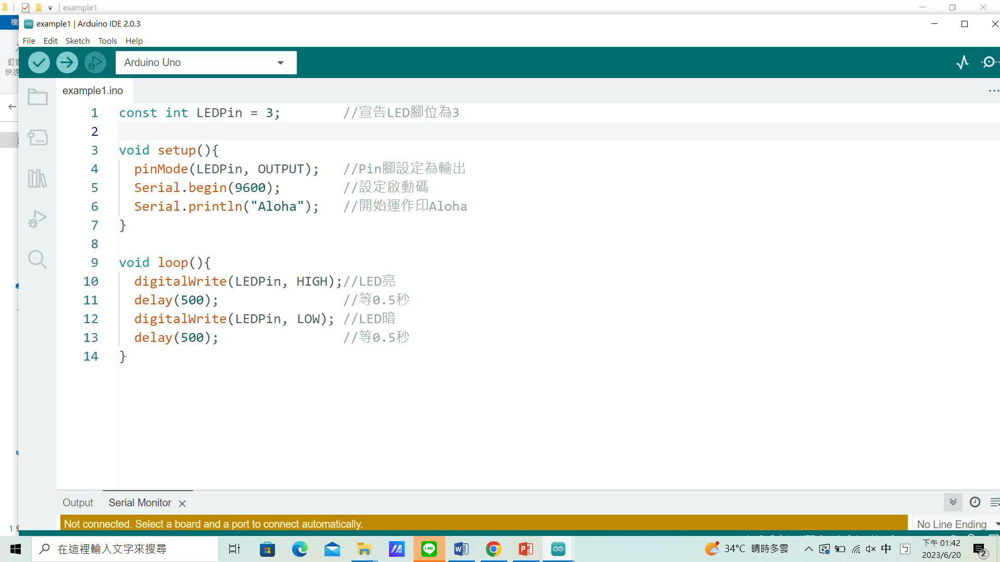 example1
檔
example1 | Arduino IDE 2.0.3
File Edit Sketch Tools Help
Arduino Uno
快速
example1.ino
1 const int LEDPin = 3; //宣告LED腳位為3
2
3 void setup(){
4 pinMode(LEDPin, OUTPUT); //Pin腳設定為輸出
5 Serial.begin(9600); //設定啟動碼
6 Serial.println("Aloha"); //開始運作印Aloha
7 }
8
9 void loop(){
10 digitalWrite(LEDPin, HIGH);//LED亮
11 delay(500); //等0.5秒
12 digitalWrite(LEDPin, LOW); //LED暗
13 delay(500); //等0.5秒
14 }
Output Serial Monitor
Not connected. Select a board and a port to connect automatically.
No Line Ending
1
在這裡輸入文字來搜尋
LINE
34°C 晴時多雲
中
ㄅ
下午 01:42
2023/6/20
2